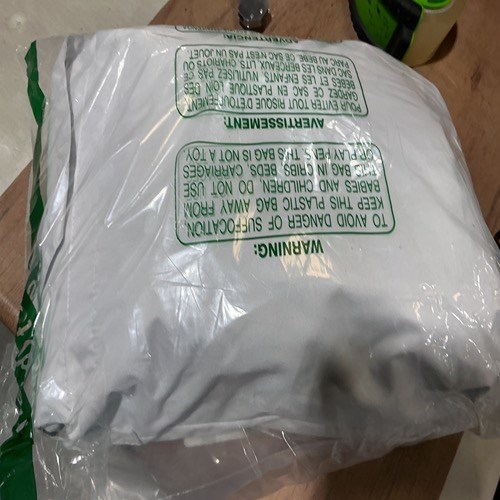 WARNING:
TO AVOID DANGER OF SUFFOCATION,
KEEP THIS PLASTIC BAG AWAY FROM
BABIES AND CHILDREN. DO NOT USE
THIS BAG IN CRIBS, BEDS, CARRIAGES
OR PLAY PENS. THIS BAG IS NOT A TOY.
AVERTISSEMENT:
POUR EVITER TOUT RISQUE D'ETOUFFEMENT,
GARDEZ CE SAC EN PLASTIQUE LOIN DES
BEBES ET LES ENFANTS. N'UTILISEZ PAS CE
SAC DANS LES BERCEAUX, LITS, CHARIOTS OU
PARC AU BEBE. CE SAC N'EST PAS UN JOUET.
ADVERTENCIA: